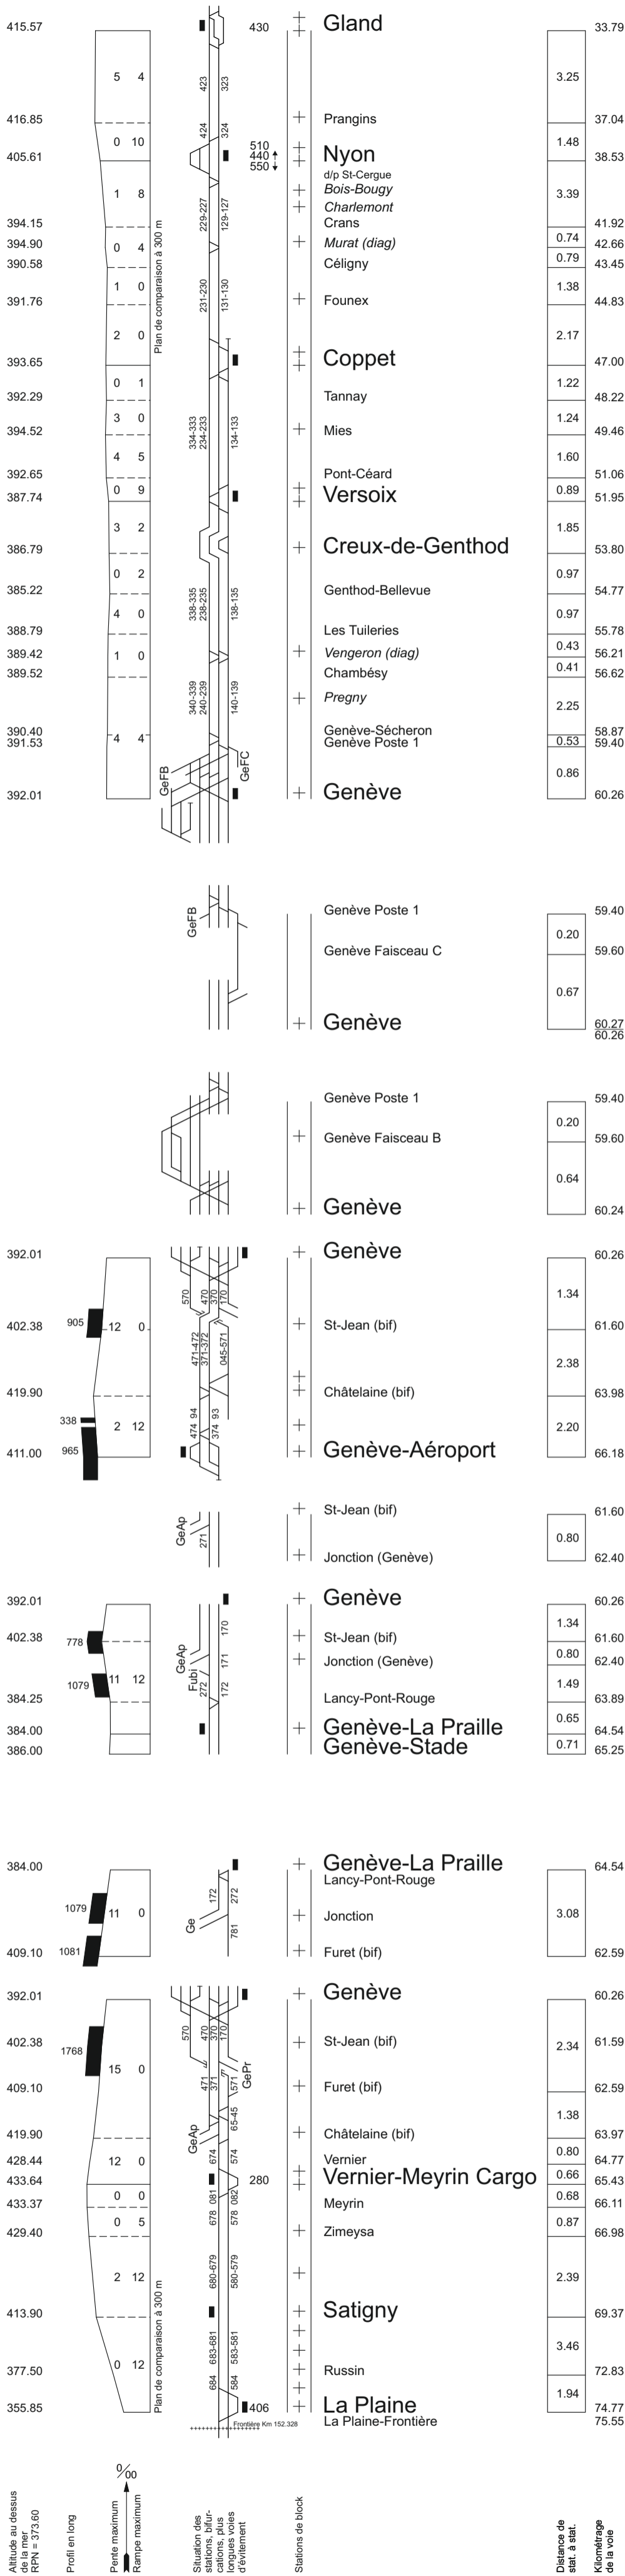 415.57 430 Gland 33.79
5 4 423 323 3.25
416.85 Prangins 37.04
0 10 424 324 1.48
510
405.61 440 Nyon 38.53
550
d/p St-Cergue
1 8 Bois-Bougy 3.39
229-227 129-127 Charlemont
394.15 Crans 41.92
0.74
394.90 0 4 Murat (diag) 42.66
0.79
390.58 Céligny 43.45
Plan de comparaison à 300 m
1 0 231-230 131-130 1.38
391.76 Founex 44.83
2 0 2.17
393.65 Coppet 47.00
0 1 1.22
392.29 Tannay 48.22
3 0 1.24
394.52 334-333 234-233 134-133 Mies 49.46
4 5 1.60
392.65 Pont-Céard 51.06
0 9 0.89
387.74 Versoix 51.95
3 2 1.85
386.79 Creux-de-Genthod 53.80
0 2 0.97
385.22 338-335 238-235 138-135 Genthod-Bellevue 54.77
4 0 0.97
388.79 Les Tuileries 55.78
0.43
389.42 1 0 Vengeron (diag) 56.21
0.41
389.52 Chambésy 56.62
340-339 240-239 140-139 Pregny 2.25
390.40 Genève-Sécheron 58.87
4 4 0.53
391.53 Genève Poste 1 59.40
GeFB GeFC 0.86
392.01 Genève 60.26
Genève Poste 1 59.40
GeFB 0.20
Genève Faisceau C 59.60
0.67
Genève 60.27
60.26
Genève Poste 1 59.40
0.20
Genève Faisceau B 59.60
0.64
Genève 60.24
392.01 Genève 60.26
570 470 370 170 1.34
905
402.38 12 0 St-Jean (bif) 61.60
471-472 371-372 045-571 2.38
419.90 Châtelaine (bif) 63.98
338 2 12 474 94 374 93 2.20
411.00 965 Genève-Aéroport 66.18
St-Jean (bif) 61.60
GeAp 271 0.80
Jonction (Genève) 62.40
392.01 Genève 60.26
170 1.34
402.38 778 St-Jean (bif) 61.60
0.80
GeAp 171 Jonction (Genève) 62.40
1079 11 12 Fubi 272 172 1.49
384.25 Lancy-Pont-Rouge 63.89
0.65
384.00 Genève-La Praille 64.54
0.71
386.00 Genève-Stade 65.25
384.00 Genève-La Praille 64.54
Lancy-Pont-Rouge
1079 172 272
11 0 Ge Jonction 3.08
781
409.10 1081 Furet (bif) 62.59
392.01 Genève 60.26
570 470 370 170
402.38 1768 St-Jean (bif) 2.34 61.59
15 0 GePr
409.10 471 371 571 Furet (bif) 62.59
65-45 1.38
419.90 GeAp Châtelaine (bif) 63.97
0.80
428.44 12 0 674 574 Vernier 64.77
0.66
433.64 280 Vernier-Meyrin Cargo 65.43
0 0 081 082 0.68
433.37 Meyrin 66.11
0 5 678 578 0.87
429.40 Zimeysa 66.98
2 12 680-679 580-579 2.39
413.90 Satigny 69.37
Plan de comparaison à 300 m
683-681 583-581 3.46
377.50 0 12 Russin 72.83
684 584 1.94
355.85 406 La Plaine 74.77
La Plaine-Frontière 75.55
Frontière Km 152.328
0/00
Altitude au dessus
de la mer
RPN = 373.60
Profil en long
Pente maximum
Rampe maximum
Situation des
stations, bifur-
cations, plus
longues voies
d'évitement
Stations de block
Distance de
stat. à stat.
Kilométrage
de la voie